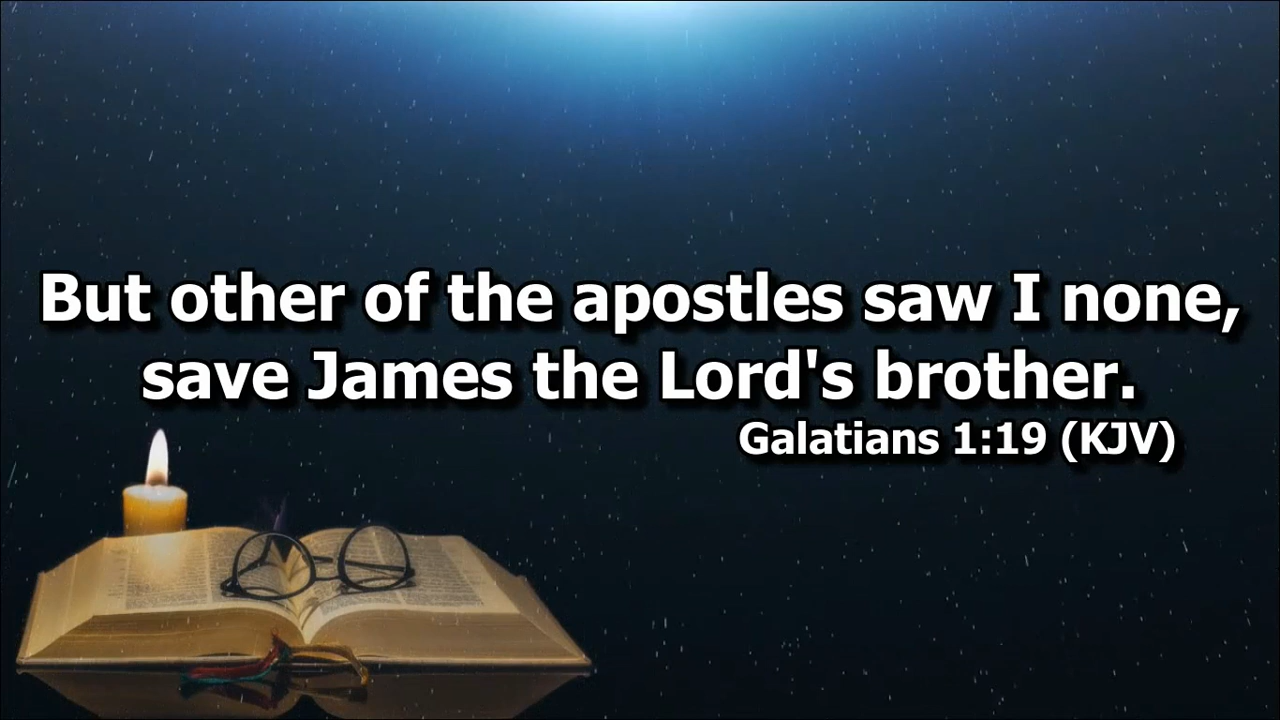 But other of the apostles saw I none,
save James the Lord's brother.
Galatians 1:19 (KJV)